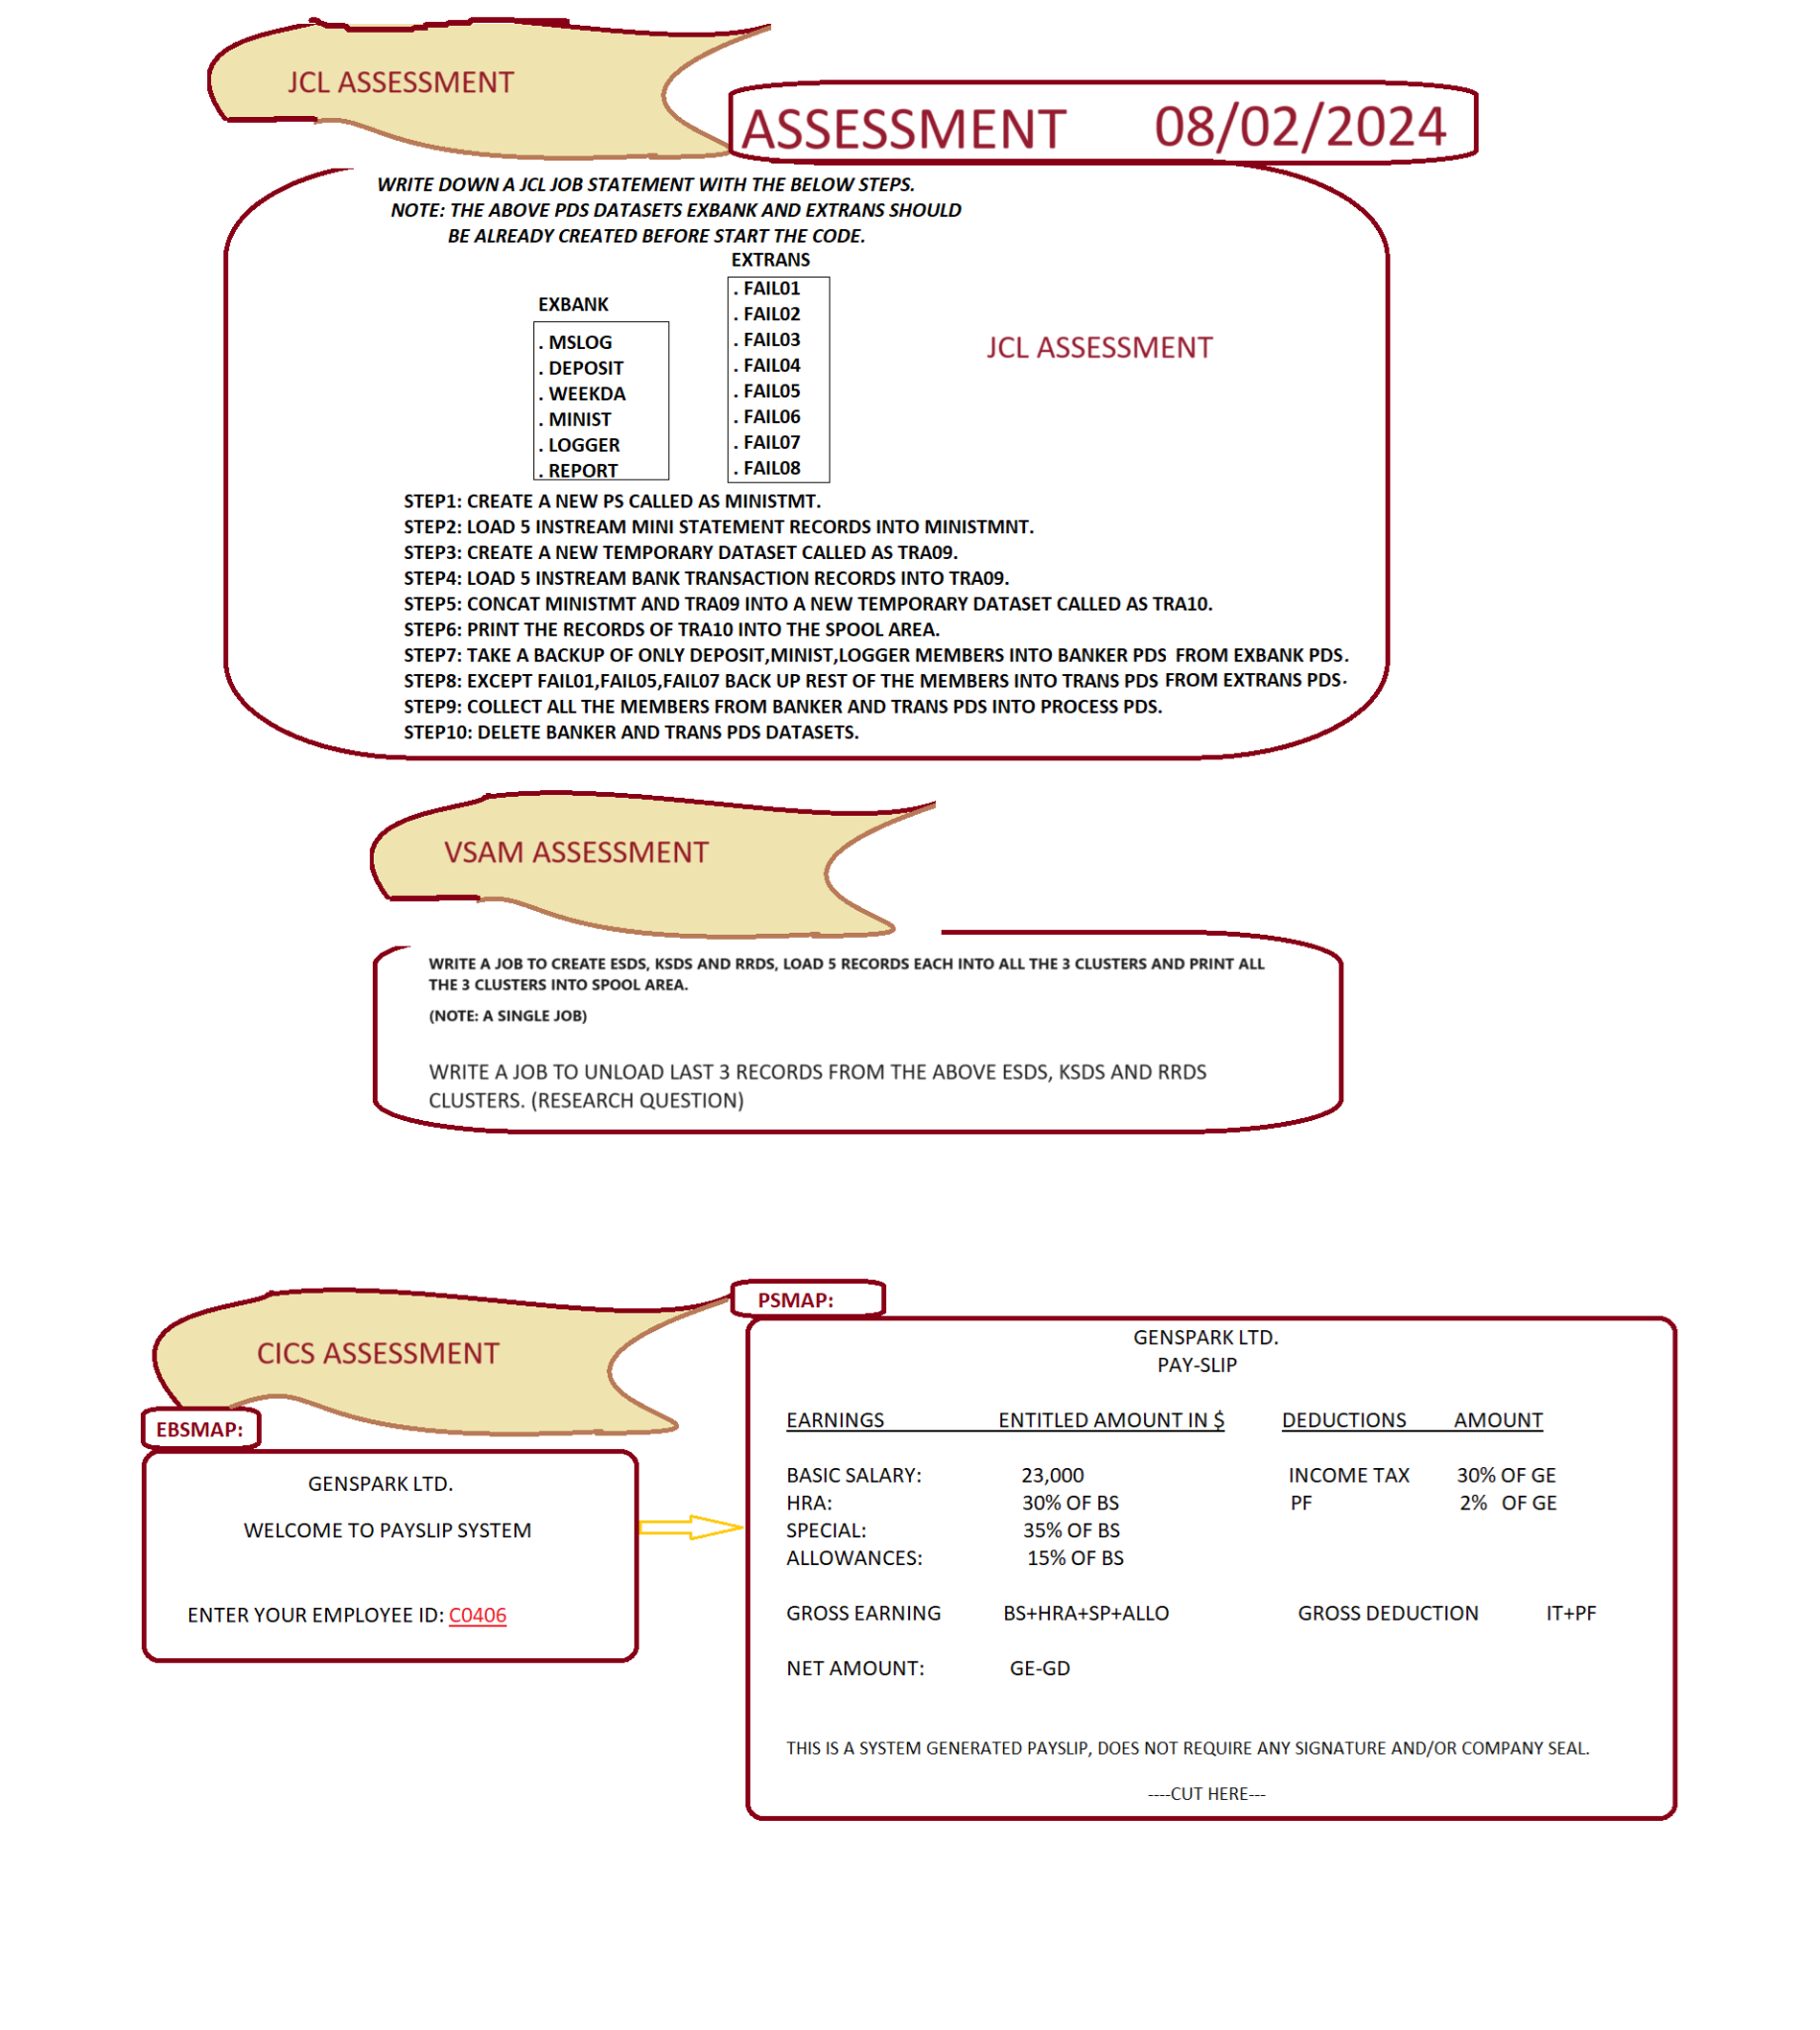 JCL ASSESSMENT
ASSESSMENT 08/02/2024
WRITE DOWN A JCL JOB STATEMENT WITH THE BELOW STEPS.
NOTE: THE ABOVE PDS DATASETS EXBANK AND EXTRANS SHOULD
BE ALREADY CREATED BEFORE START THE CODE.
EXBANK
. MSLOG
. DEPOSIT
. WEEKDA
. MINIST
. LOGGER
. REPORT
EXTRANS
. FAIL01
. FAIL02
. FAIL03
. FAIL04
. FAIL05
. FAIL06
. FAIL07
. FAIL08
JCL ASSESSMENT
STEP1: CREATE A NEW PS CALLED AS MINISTMT.
STEP2: LOAD 5 INSTREAM MINI STATEMENT RECORDS INTO MINISTMNT.
STEP3: CREATE A NEW TEMPORARY DATASET CALLED AS TRA09.
STEP4: LOAD 5 INSTREAM BANK TRANSACTION RECORDS INTO TRA09.
STEP5: CONCAT MINISTMT AND TRA09 INTO A NEW TEMPORARY DATASET CALLED AS TRA10.
STEP6: PRINT THE RECORDS OF TRA10 INTO THE SPOOL AREA.
STEP7: TAKE A BACKUP OF ONLY DEPOSIT,MINIST,LOGGER MEMBERS INTO BANKER PDS FROM EXBANK PDS.
STEP8: EXCEPT FAIL01,FAIL05,FAIL07 BACK UP REST OF THE MEMBERS INTO TRANS PDS FROM EXTRANS PDS.
STEP9: COLLECT ALL THE MEMBERS FROM BANKER AND TRANS PDS INTO PROCESS PDS.
STEP10: DELETE BANKER AND TRANS PDS DATASETS.
VSAM ASSESSMENT
WRITE A JOB TO CREATE ESDS, KSDS AND RRDS, LOAD 5 RECORDS EACH INTO ALL THE 3 CLUSTERS AND PRINT ALL
THE 3 CLUSTERS INTO SPOOL AREA.
(NOTE: A SINGLE JOB)
WRITE A JOB TO UNLOAD LAST 3 RECORDS FROM THE ABOVE ESDS, KSDS AND RRDS
CLUSTERS. (RESEARCH QUESTION)
CICS ASSESSMENT
EBSMAP:
GENSPARK LTD.
WELCOME TO PAYSLIP SYSTEM
ENTER YOUR EMPLOYEE ID: C0406
PSMAP:
GENSPARK LTD.
PAY-SLIP
EARNINGS ENTITLED AMOUNT IN $ DEDUCTIONS AMOUNT
BASIC SALARY: 23,000 INCOME TAX 30% OF GE
HRA: 30% OF BS PF 2% OF GE
SPECIAL: 35% OF BS
ALLOWANCES: 15% OF BS
GROSS EARNING BS+HRA+SP+ALLO GROSS DEDUCTION IT+PF
NET AMOUNT: GE-GD
THIS IS A SYSTEM GENERATED PAYSLIP, DOES NOT REQUIRE ANY SIGNATURE AND/OR COMPANY SEAL.
----CUT HERE---